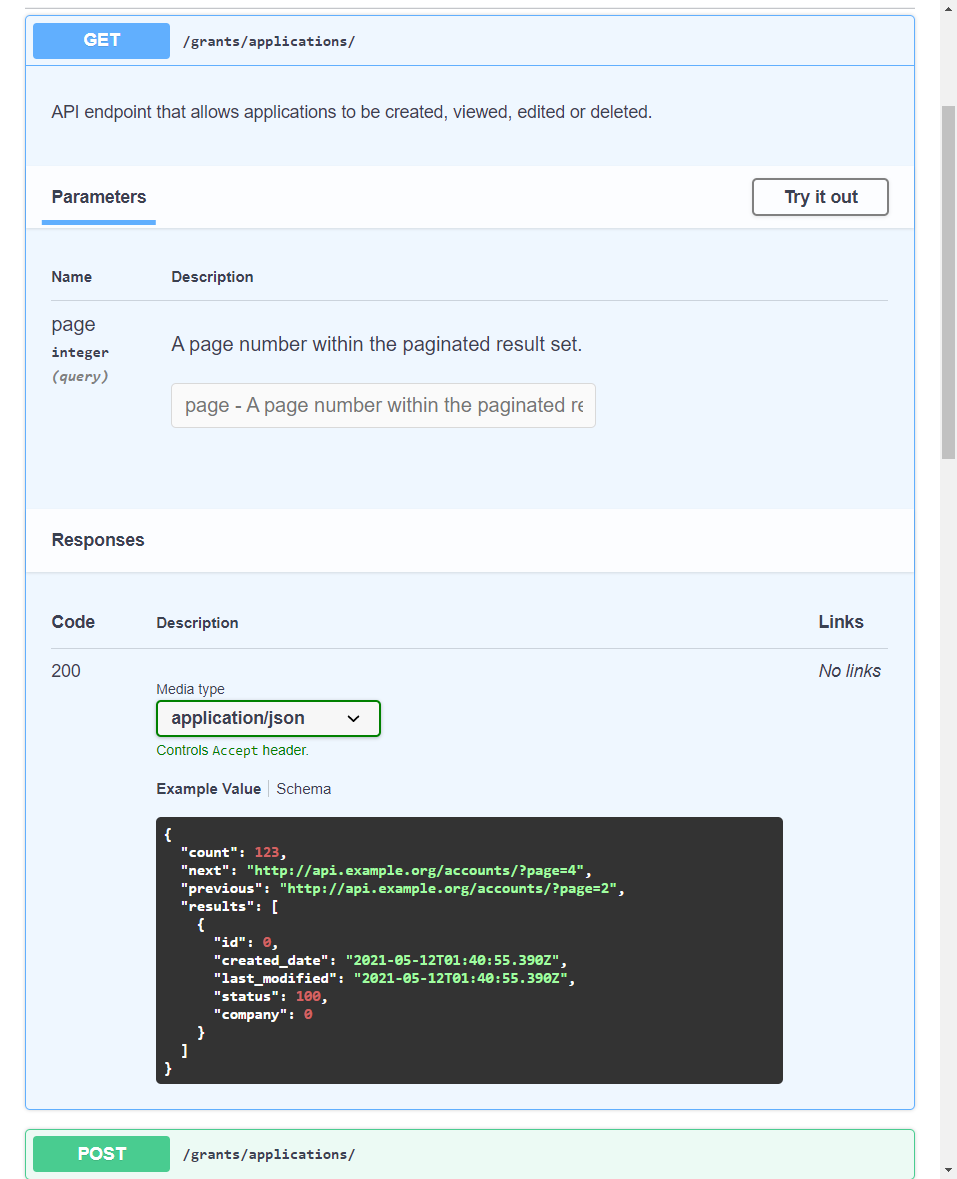 GET /grants/applications/
API endpoint that allows applications to be created, viewed, edited or deleted.
Parameters
Try it out
Name Description
page
integer
(query)
A page number within the paginated result set.
page - A page number within the paginated re
Responses
Code Description Links
200
No links
Media type
application/json
Controls Accept header.
Example Value Schema
{
  "count": 123,
  "next": "http://api.example.org/accounts/?page=4",
  "previous": "http://api.example.org/accounts/?page=2",
  "results": [
    {
      "id": 0,
      "created_date": "2021-05-12T01:40:55.390Z",
      "last_modified": "2021-05-12T01:40:55.390Z",
      "status": 100,
      "company": 0
    }
  ]
}
POST /grants/applications/